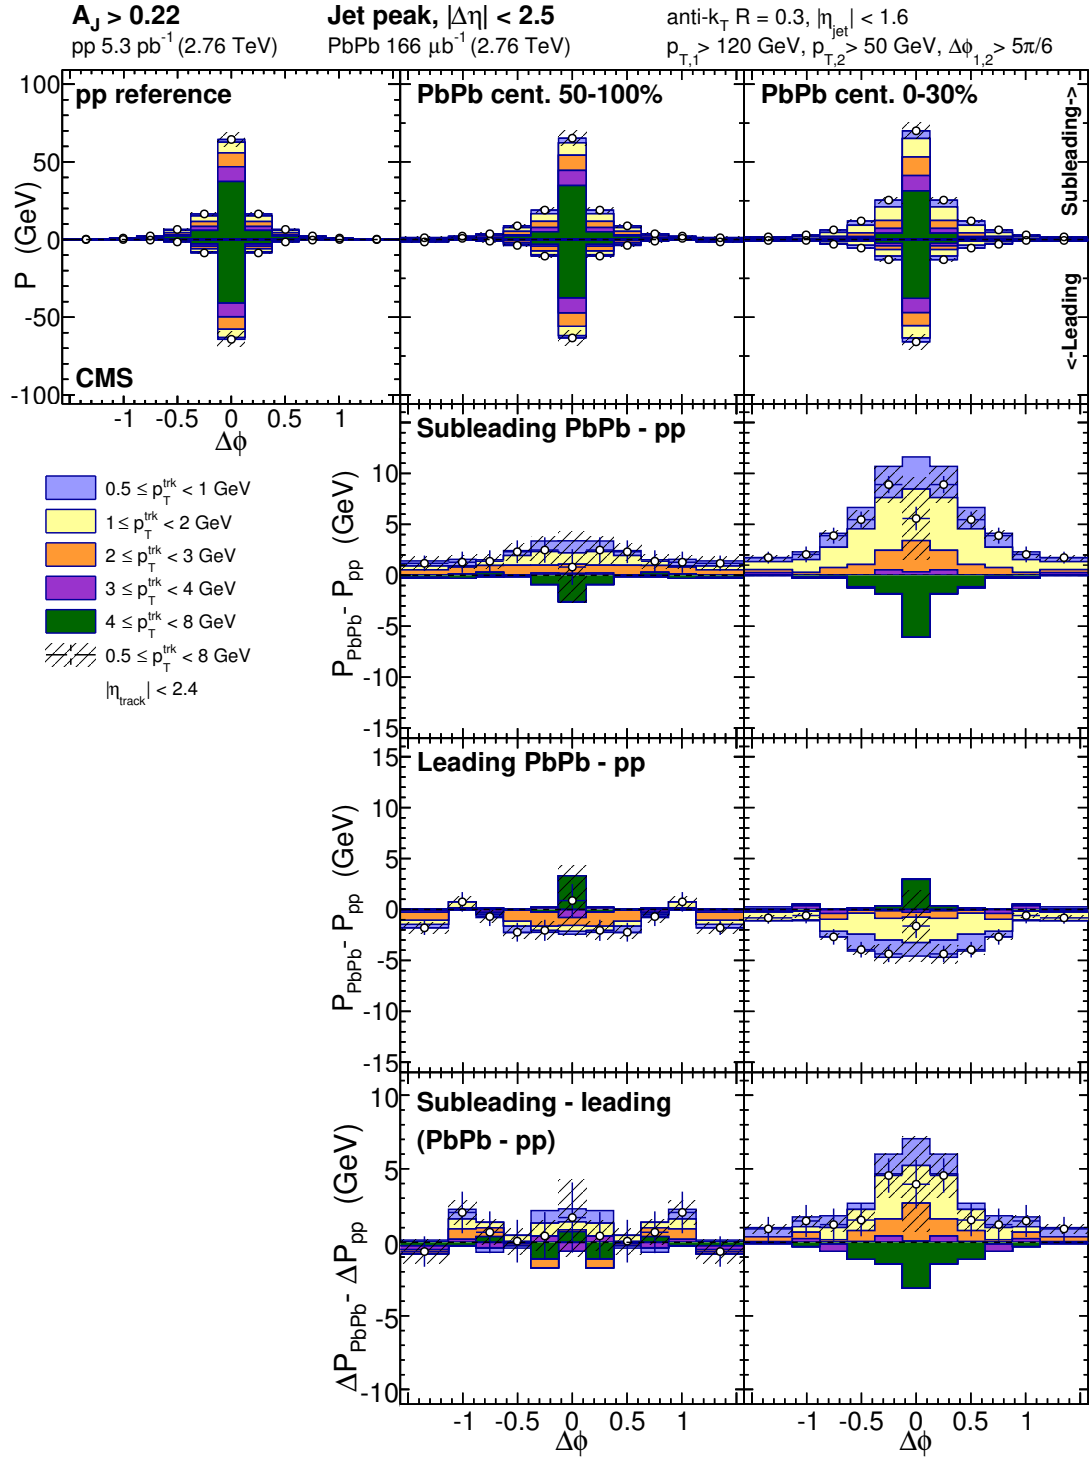 A_J > 0.22
Jet peak, |Δη| < 2.5
anti-k_T R = 0.3, |η_jet| < 1.6
pp 5.3 pb^-1 (2.76 TeV)
PbPb 166 μb^-1 (2.76 TeV)
p_T,1 > 120 GeV, p_T,2 > 50 GeV, Δϕ_1,2 > 5π/6
pp reference
PbPb cent. 50-100%
PbPb cent. 0-30%
Subleading->
<-Leading
P (GeV)
100
50
0
-50
-100
CMS
-1 -0.5 0 0.5 1
Δϕ
0.5 ≤ p_T^trk < 1 GeV
1 ≤ p_T^trk < 2 GeV
2 ≤ p_T^trk < 3 GeV
3 ≤ p_T^trk < 4 GeV
4 ≤ p_T^trk < 8 GeV
0.5 ≤ p_T^trk < 8 GeV
|η_track| < 2.4
Subleading PbPb - pp
P_PbPb - P_pp (GeV)
10
5
0
-5
-10
-15
Leading PbPb - pp
P_PbPb - P_pp (GeV)
15
10
5
0
-5
-10
-15
Subleading - leading
(PbPb - pp)
ΔP_PbPb - ΔP_pp (GeV)
10
5
0
-5
-10
-1 -0.5 0 0.5 1
Δϕ
-1 -0.5 0 0.5 1
Δϕ